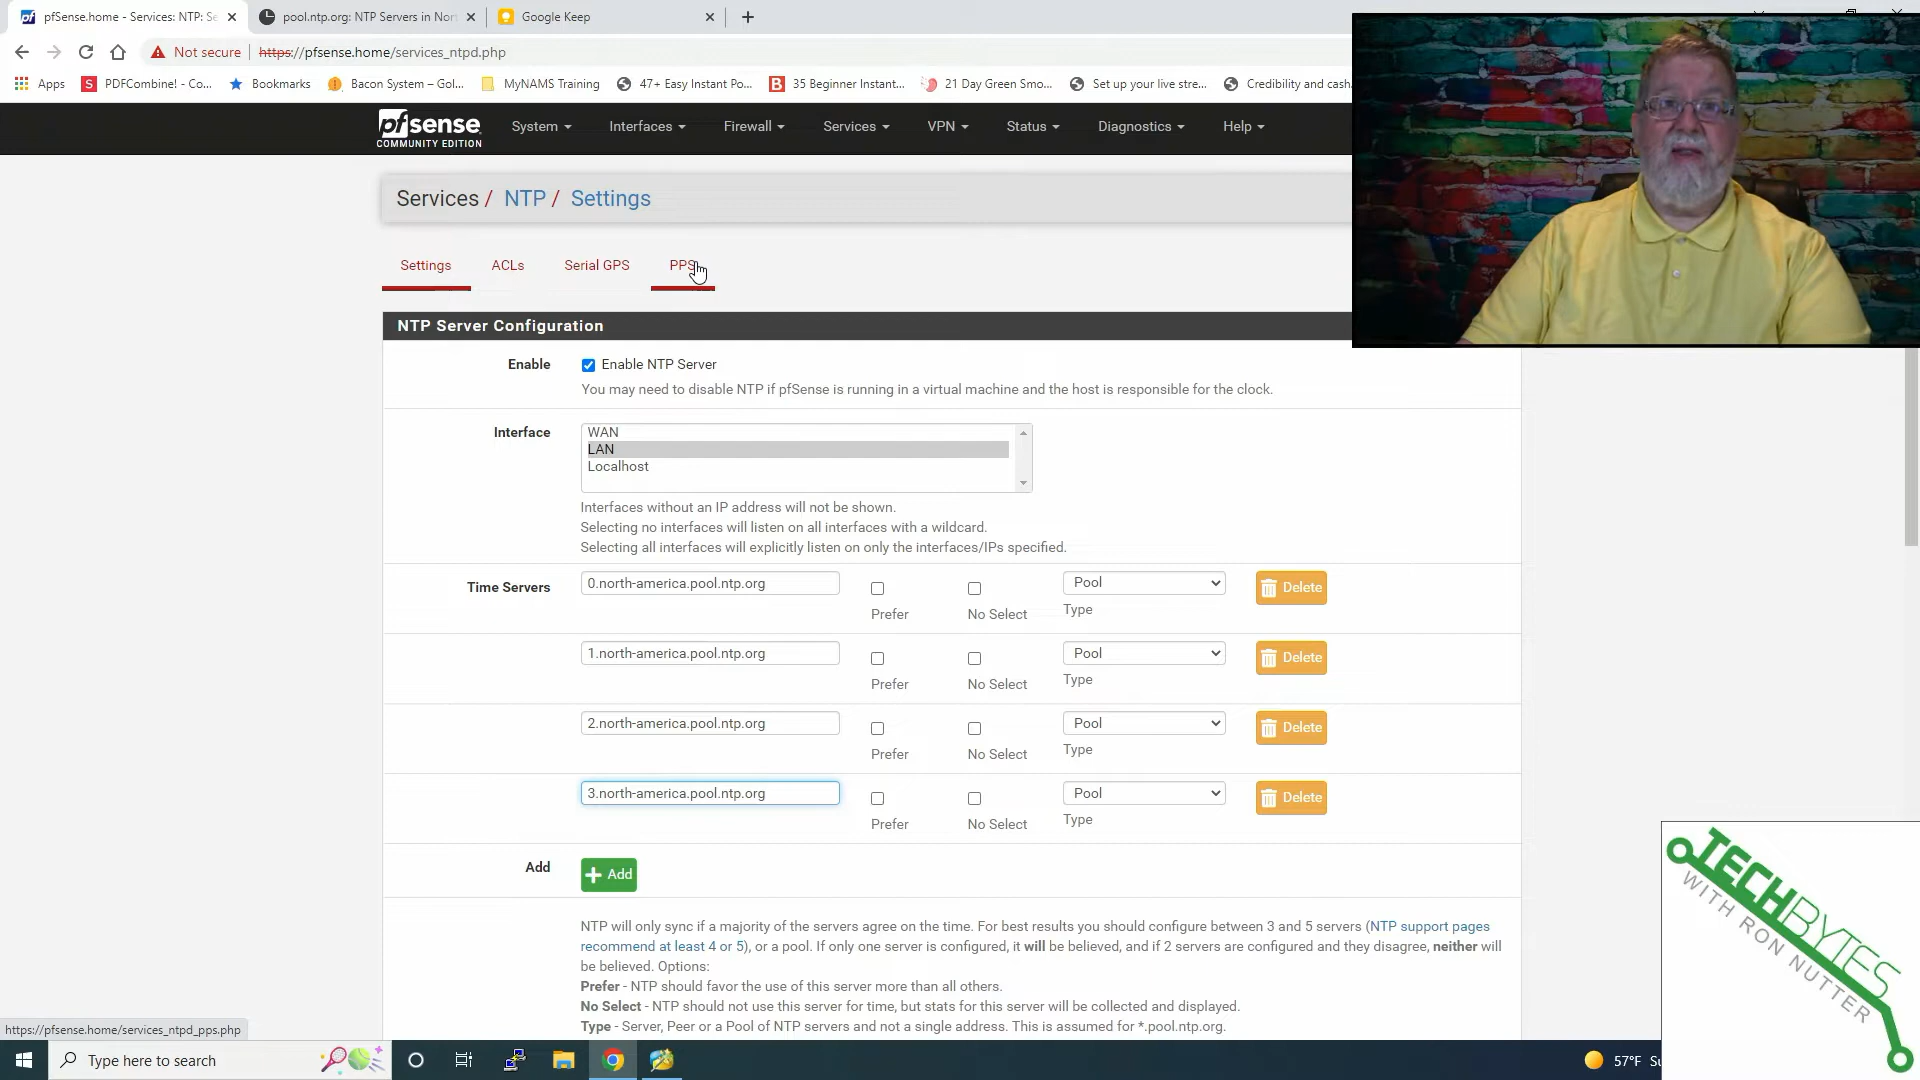 pfSense.home - Services: NTP: Se
pool.ntp.org: NTP Servers in Nor
Google Keep
Not secure
https://pfsense.home/services_ntpd.php
Apps
PDFCombine! - Co...
Bookmarks
Bacon System – Gol...
MyNAMS Training
47+ Easy Instant Po...
35 Beginner Instant...
21 Day Green Smo...
Set up your live stre...
Credibility and cash
pfsense
COMMUNITY EDITION
System
Interfaces
Firewall
Services
VPN
Status
Diagnostics
Help
Services / NTP / Settings
Settings
ACLs
Serial GPS
PPS
NTP Server Configuration
Enable
Enable NTP Server
You may need to disable NTP if pfSense is running in a virtual machine and the host is responsible for the clock.
Interface
WAN
LAN
Localhost
Interfaces without an IP address will not be shown.
Selecting no interfaces will listen on all interfaces with a wildcard.
Selecting all interfaces will explicitly listen on only the interfaces/IPs specified.
Time Servers
0.north-america.pool.ntp.org
Prefer
No Select
Pool
Type
Delete
1.north-america.pool.ntp.org
Prefer
No Select
Pool
Type
Delete
2.north-america.pool.ntp.org
Prefer
No Select
Pool
Type
Delete
3.north-america.pool.ntp.org
Prefer
No Select
Pool
Type
Delete
Add
Add
NTP will only sync if a majority of the servers agree on the time. For best results you should configure between 3 and 5 servers (NTP support pages
recommend at least 4 or 5), or a pool. If only one server is configured, it will be believed, and if 2 servers are configured and they disagree, neither will
be believed. Options:
Prefer - NTP should favor the use of this server more than all others.
No Select - NTP should not use this server for time, but stats for this server will be collected and displayed.
Type - Server, Peer or a Pool of NTP servers and not a single address. This is assumed for *.pool.ntp.org.
https://pfsense.home/services_ntpd_pps.php
Type here to search
57°F Su
TECHBYTES
WITH RON NUTTER